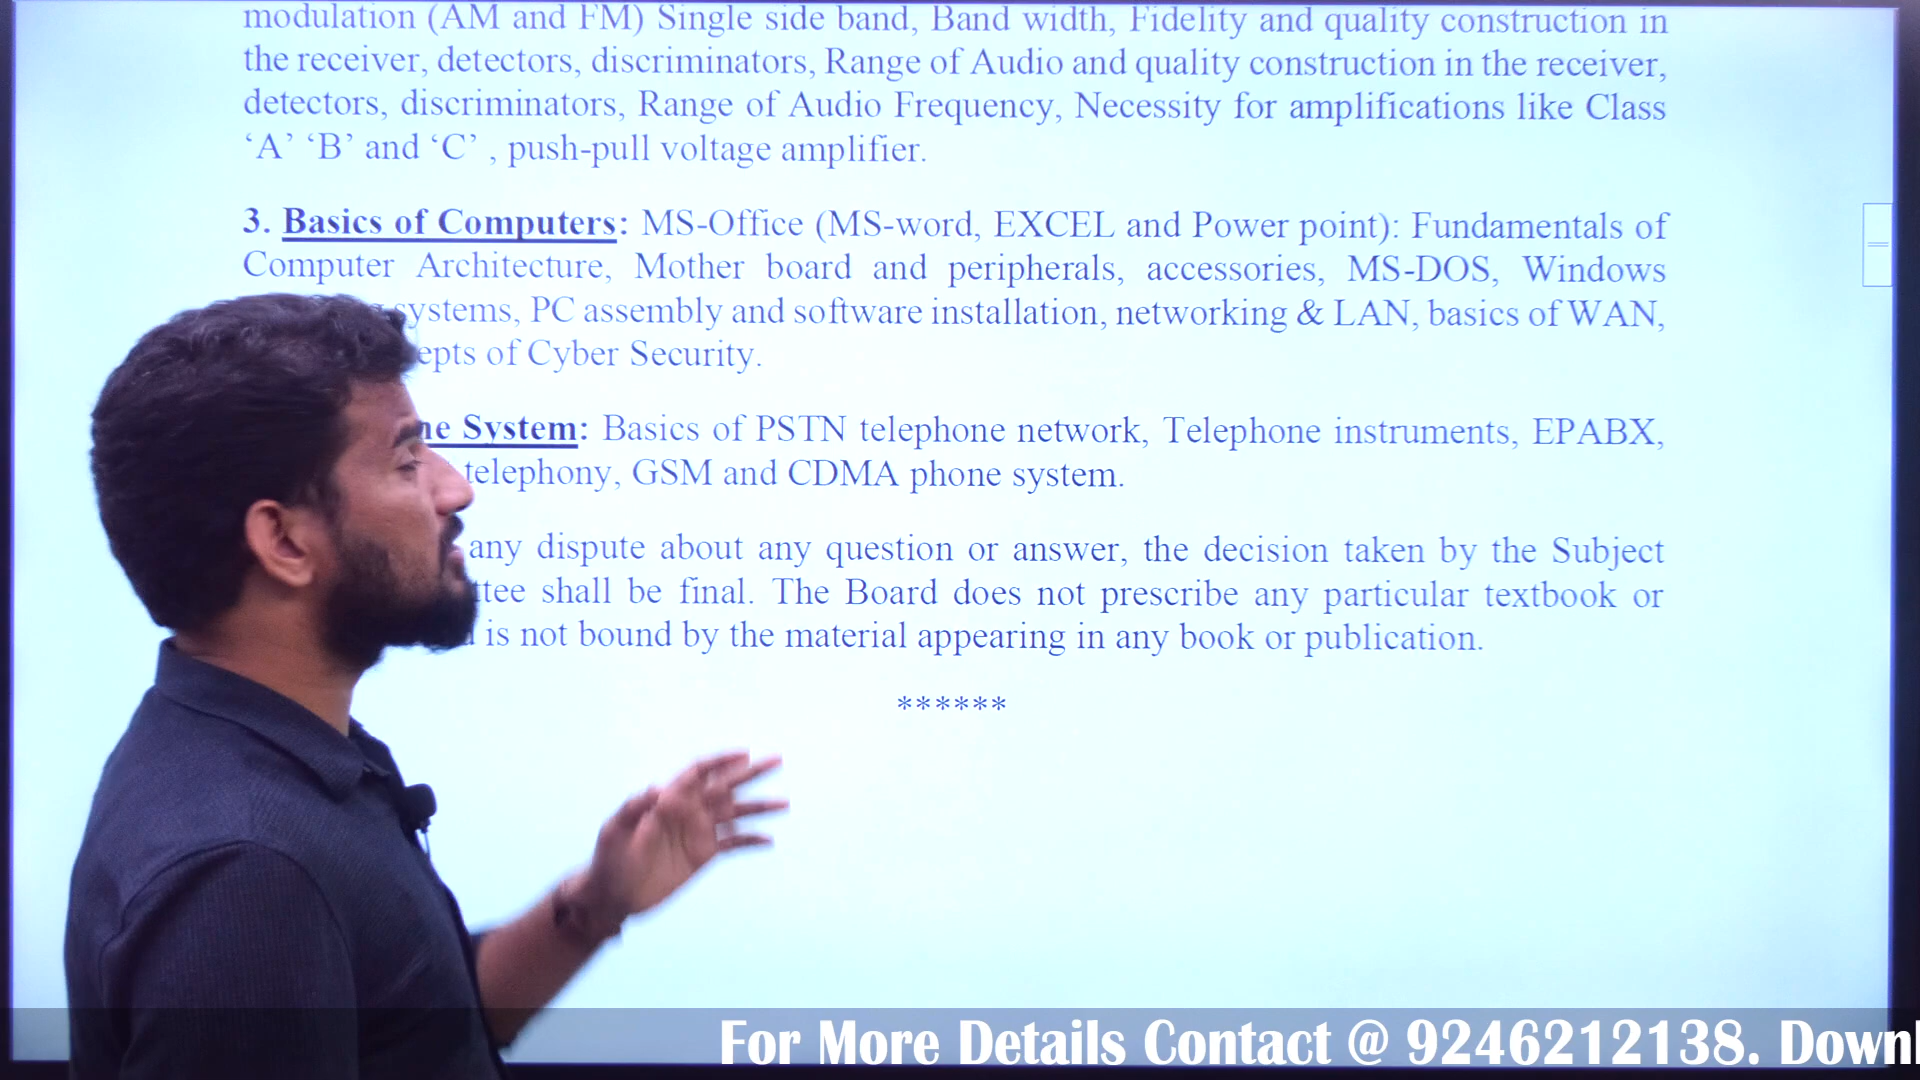 modulation (AM and FM) Single side band, Band width, Fidelity and quality construction in
the receiver, detectors, discriminators, Range of Audio and quality construction in the receiver,
detectors, discriminators, Range of Audio Frequency, Necessity for amplifications like Class
‘A’ ‘B’ and ‘C’ , push-pull voltage amplifier.
3. Basics of Computers: MS-Office (MS-word, EXCEL and Power point): Fundamentals of
Computer Architecture, Mother board and peripherals, accessories, MS-DOS, Windows
systems, PC assembly and software installation, networking & LAN, basics of WAN,
epts of Cyber Security.
ne System: Basics of PSTN telephone network, Telephone instruments, EPABX,
telephony, GSM and CDMA phone system.
any dispute about any question or answer, the decision taken by the Subject
ttee shall be final. The Board does not prescribe any particular textbook or
is not bound by the material appearing in any book or publication.
******
For More Details Contact @ 9246212138. Down